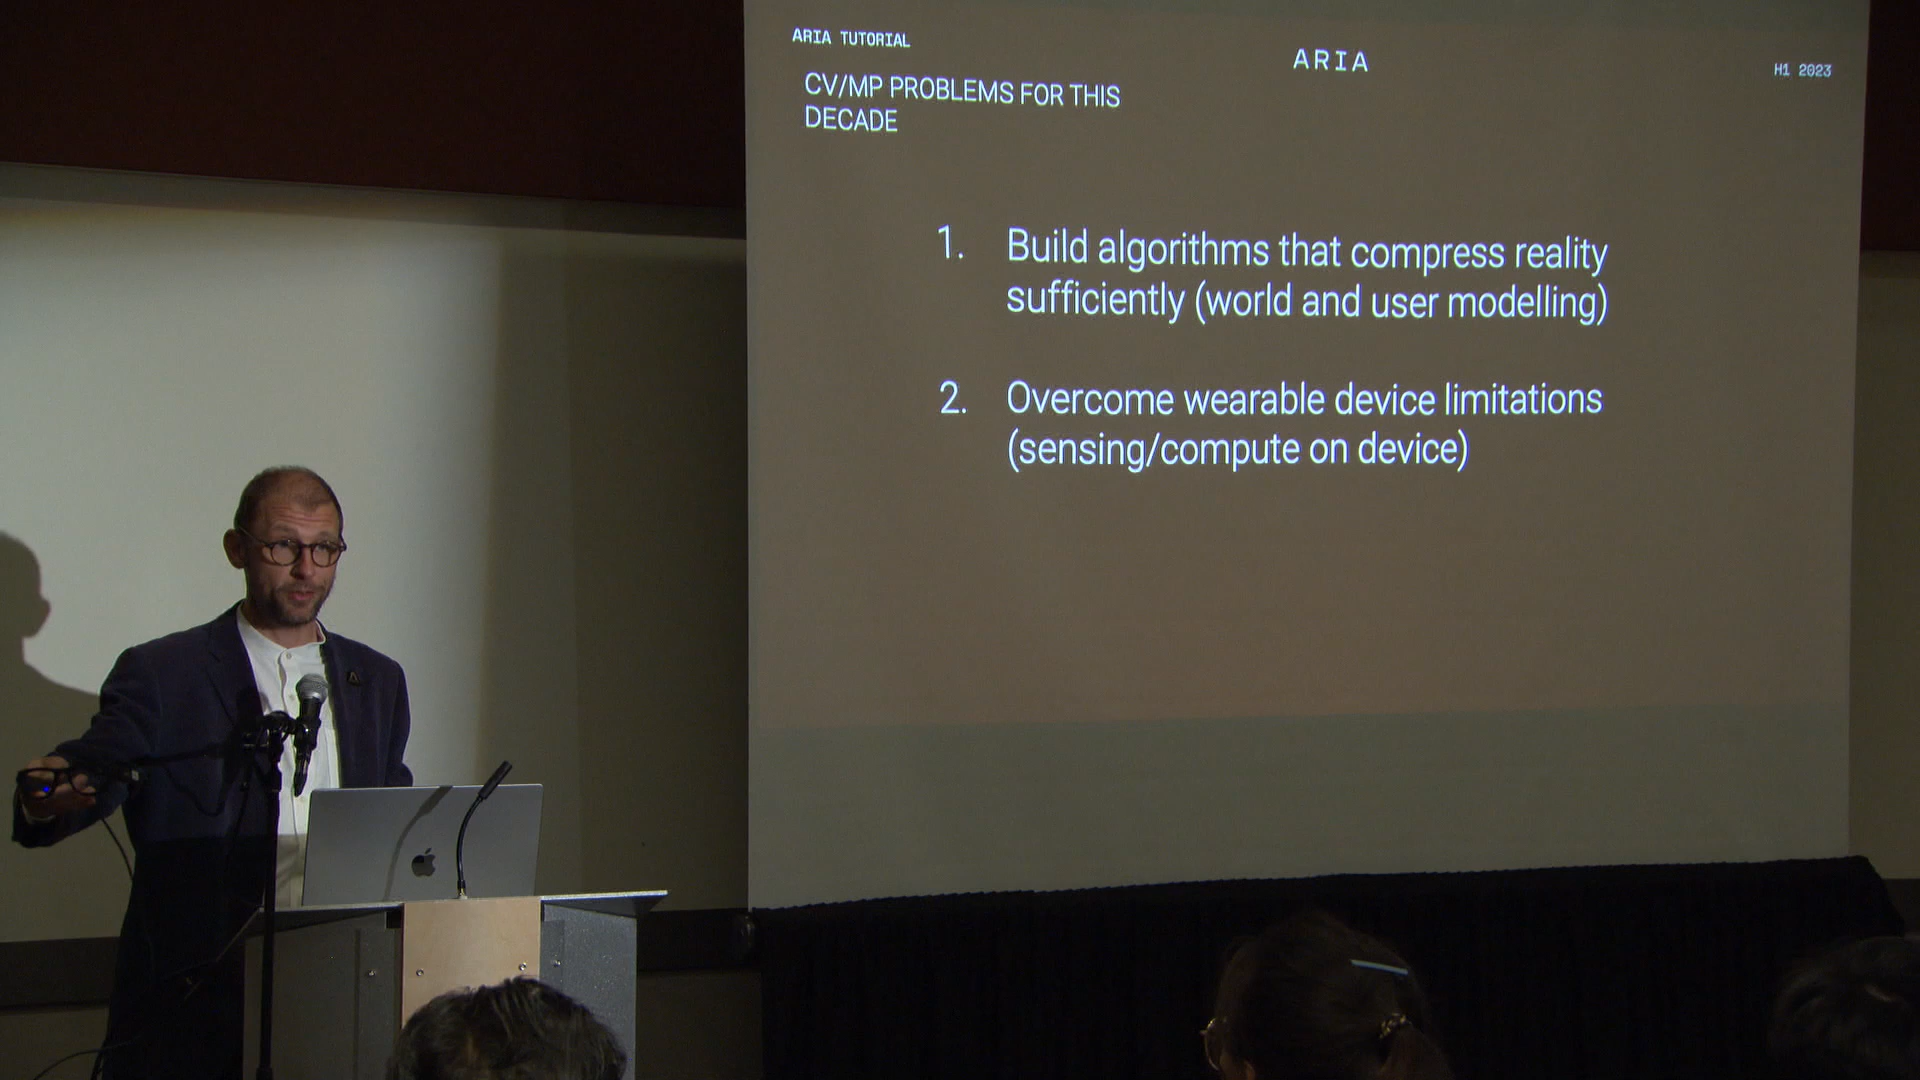 ARIA TUTORIAL
ARIA
H1 2023
CV/MP PROBLEMS FOR THIS
DECADE
1. Build algorithms that compress reality
sufficiently (world and user modelling)
2. Overcome wearable device limitations
(sensing/compute on device)